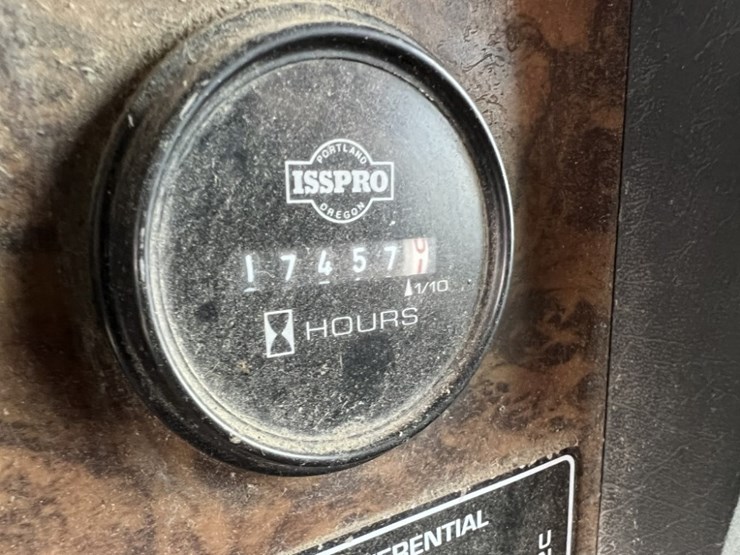 PORTLAND
ISSPRO
OREGON
17457
1/10
HOURS
ERENTIAL